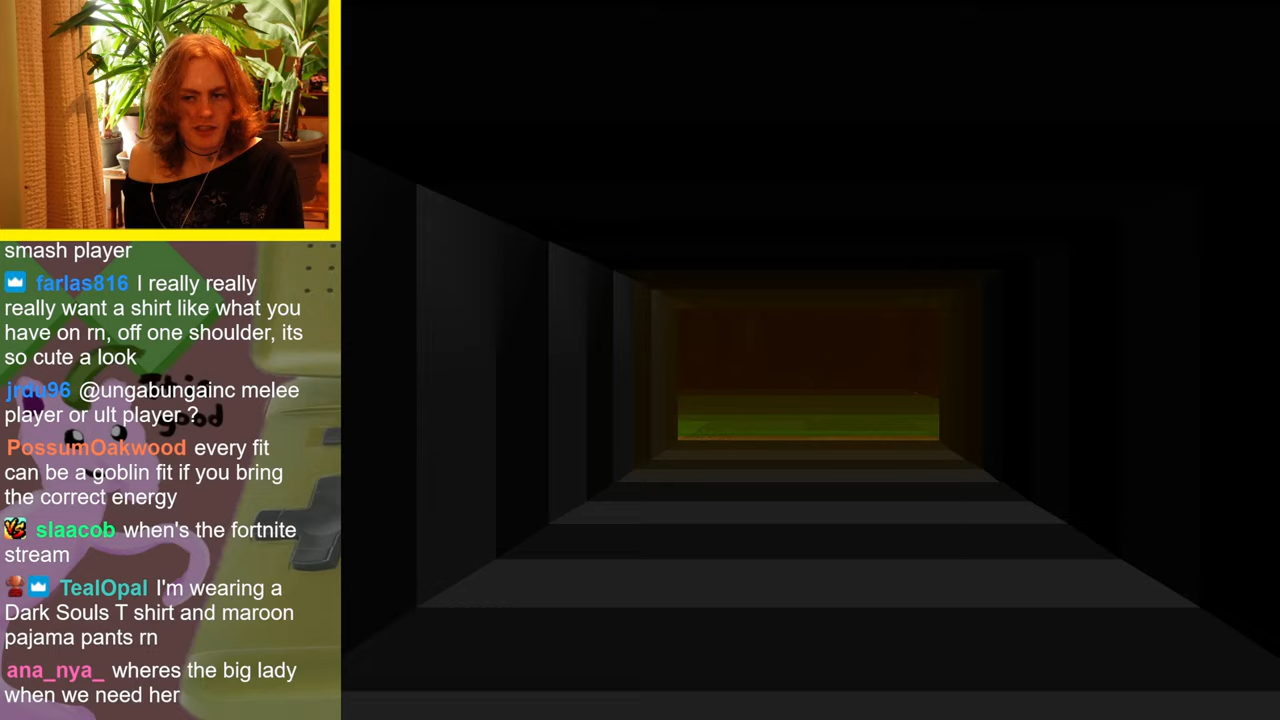 smash player
farlas816 I really really
really want a shirt like what you
have on rn, off one shoulder, its
so cute a look
jrdu96 @ungabungainc melee
player or ult player ?
good
PossumOakwood every fit
can be a goblin fit if you bring
the correct energy
slaacob when's the fortnite
stream
TealOpal I'm wearing a
Dark Souls T shirt and maroon
pajama pants rn
ana_nya_ wheres the big lady
when we need her